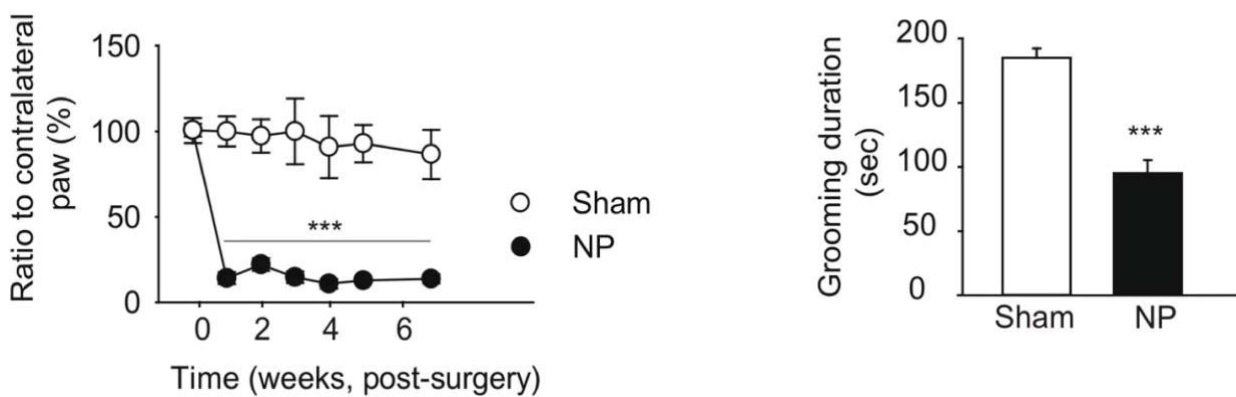 Ratio to contralateral
paw (%)
150
100
50
0
***
0 2 4 6
Time (weeks, post-surgery)
Sham
NP
Grooming duration
(sec)
200
150
100
50
0
***
Sham NP